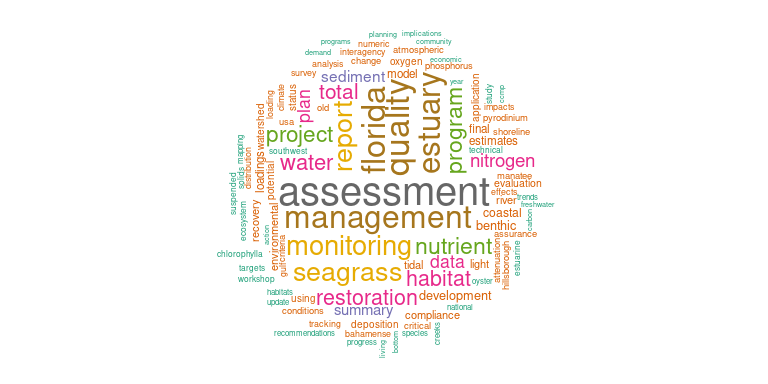 planning
implications
programs
numeric
community
demand
interagency
atmospheric
analysis
change
oxygen
economic
survey
sediment
model
phosphorus
climate
status
plan
total
florida
quality
estuary
year
application
study
ccmp
loading
old
report
program
impacts
pyrodinium
watershed
usa
project
final
shoreline
estimates
mapping
southwest
technical
distribution
loadings
water
nitrogen
solids
suspended
potential
assessment
manatee
evaluation
effects
trends
river
freshwater
ecosystem
recovery
environmental
action
management
coastal
carbon
benthic
assurance
criteria
gulf
monitoring
nutrient
attenuation
hillsborough
estuarine
chlorophylla
targets
workshop
seagrass
tidal
data
light
habitat
oyster
habitats
update
using
restoration
development
national
conditions
summary
compliance
tracking
deposition
critical
recommendations
bahamense
species
creeks
progress
living
bottom